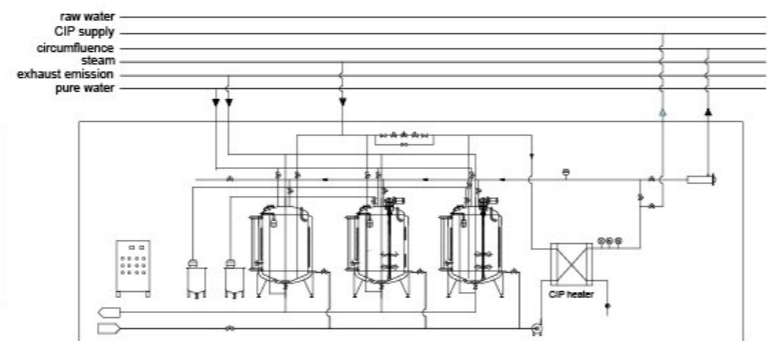 raw water
CIP supply
circumfluence
steam
exhaust emission
pure water
CIP heater